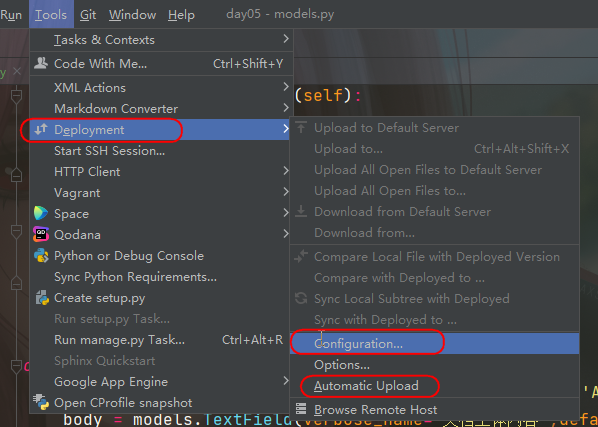 Run Tools Git Window Help day05 - models.py
Tasks & Contexts
Code With Me... Ctrl+Shift+Y
XML Actions
(self):
Markdown Converter
Deployment
Upload to Default Server
Start SSH Session...
Upload to... Ctrl+Alt+Shift+X
HTTP Client
Upload All Open Files to Default Server
Vagrant
Upload All Open Files to...
Space
Download from Default Server
Qodana
Download from...
Python or Debug Console
Compare Local File with Deployed Version
Sync Python Requirements...
Compare with Deployed to ...
Create setup.py
Sync Local Subtree with Deployed
Run setup.py Task...
Sync with Deployed to ...
Run manage.py Task... Ctrl+Alt+R
Configuration...
Sphinx Quickstart
Options...
Google App Engine
Automatic Upload
Open CProfile snapshot
Browse Remote Host
body = models.TextField(verbose_name=